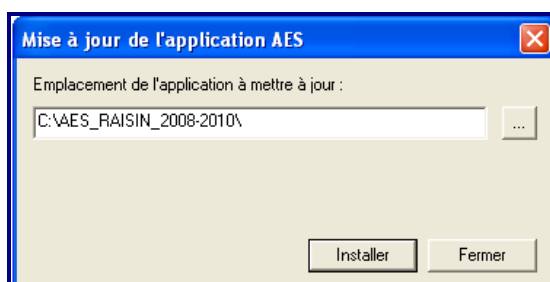 Mise à jour de l'application AES
Emplacement de l'application à mettre à jour :
C:\AES_RAISIN_2008-2010\
...
Installer Fermer